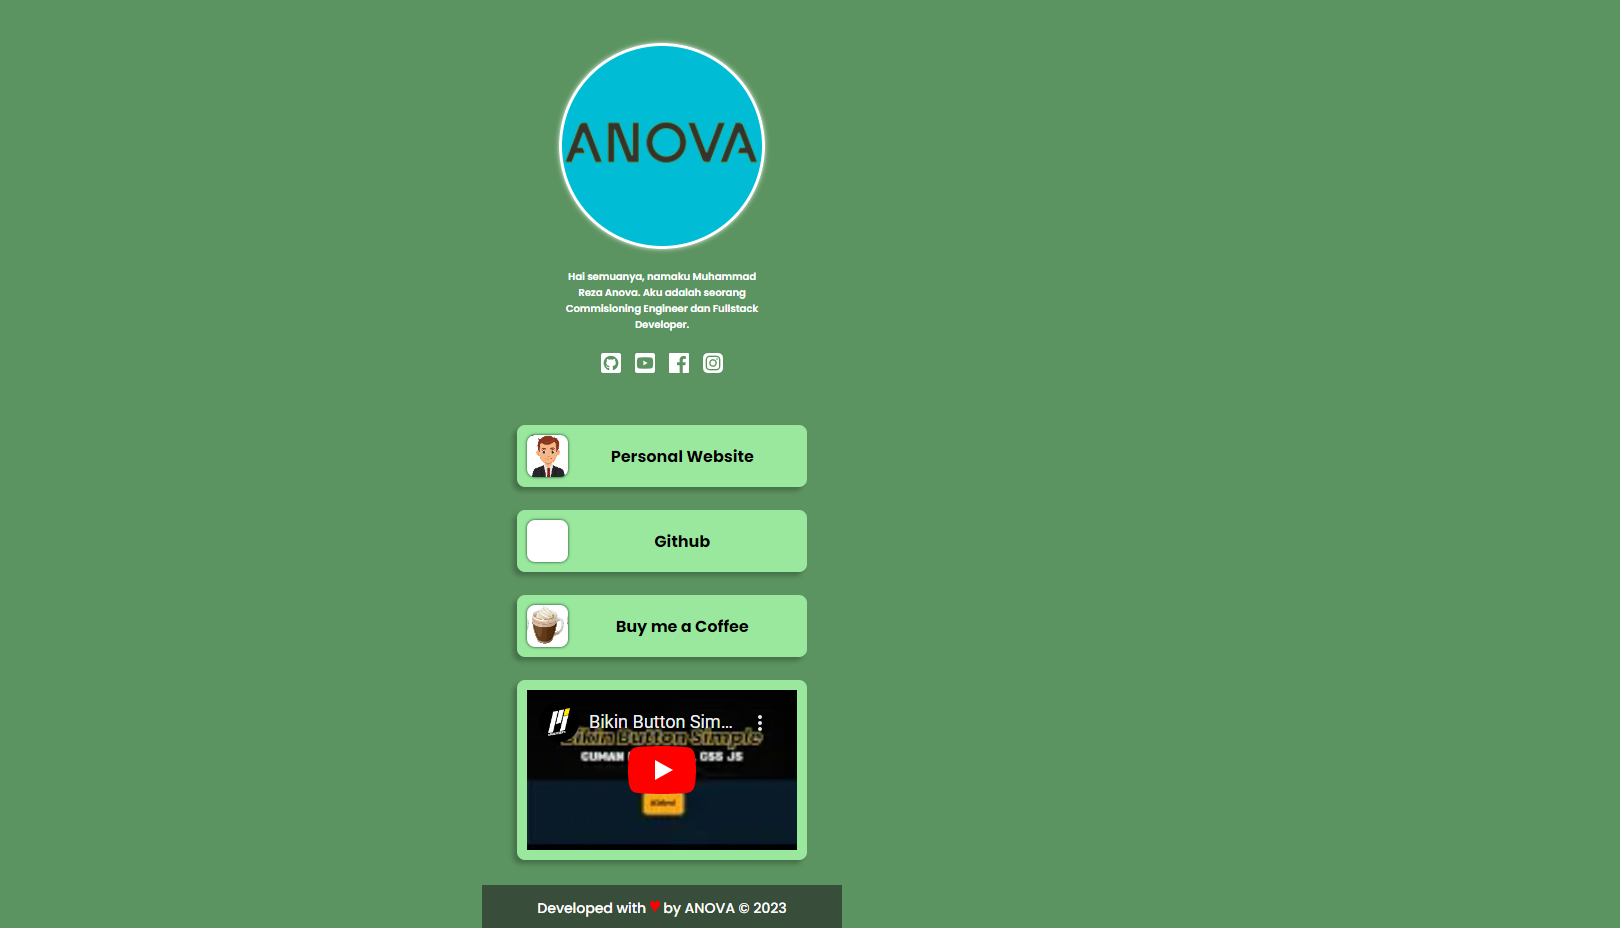 ANOVA
Hai semuanya, namaku Muhammad
Reza Anova. Aku adalah seorang
Commisioning Engineer dan Fullstack
Developer.
Personal Website
Github
Buy me a Coffee
Bikin Button Sim...
Bikin Button Simple
CUMAN
CSS JS
Developed with ♥ by ANOVA © 2023